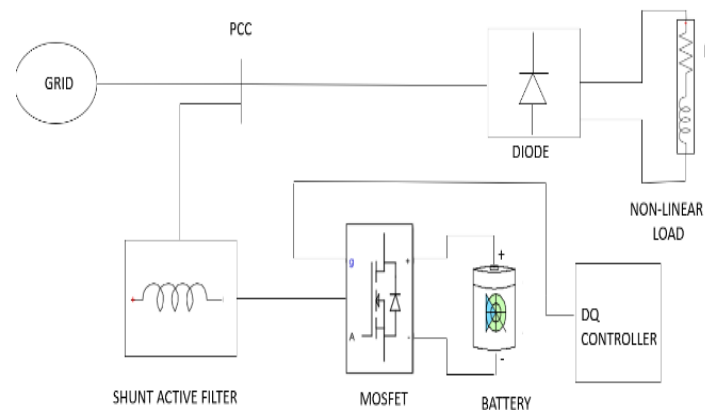 PCC
GRID
DIODE
NON-LINEAR
LOAD
g
+
+
DQ
CONTROLLER
A
-
-
SHUNT ACTIVE FILTER
MOSFET
BATTERY